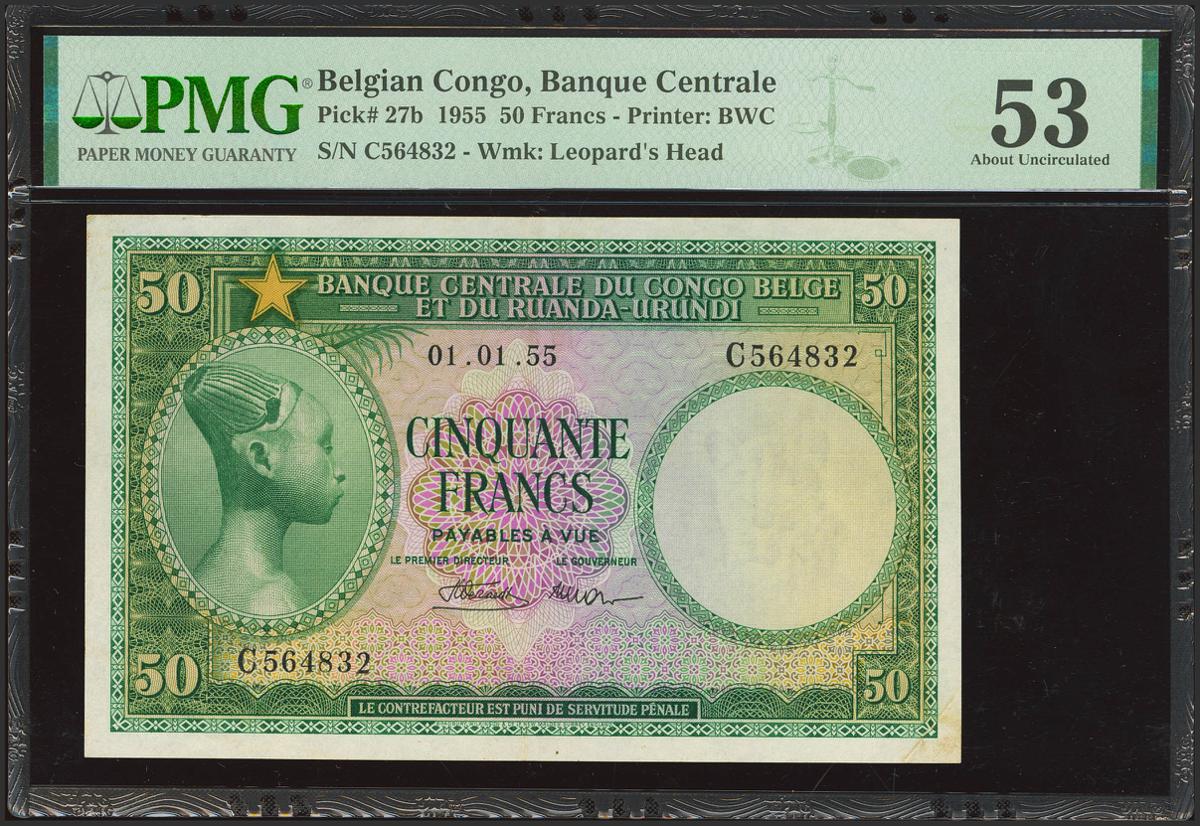 PMG®
PAPER MONEY GUARANTY
Belgian Congo, Banque Centrale
Pick# 27b 1955 50 Francs - Printer: BWC
S/N C564832 - Wmk: Leopard's Head
53
About Uncirculated
50
BANQUE CENTRALE DU CONGO BELGE
ET DU RUANDA-URUNDI
50
01.01.55
C564832
CINQUANTE
FRANCS
PAYABLES À VUE
LE PREMIER DIRECTEUR
LE GOUVERNEUR
C564832
50
50
LE CONTREFACTEUR EST PUNI DE SERVITUDE PÉNALE